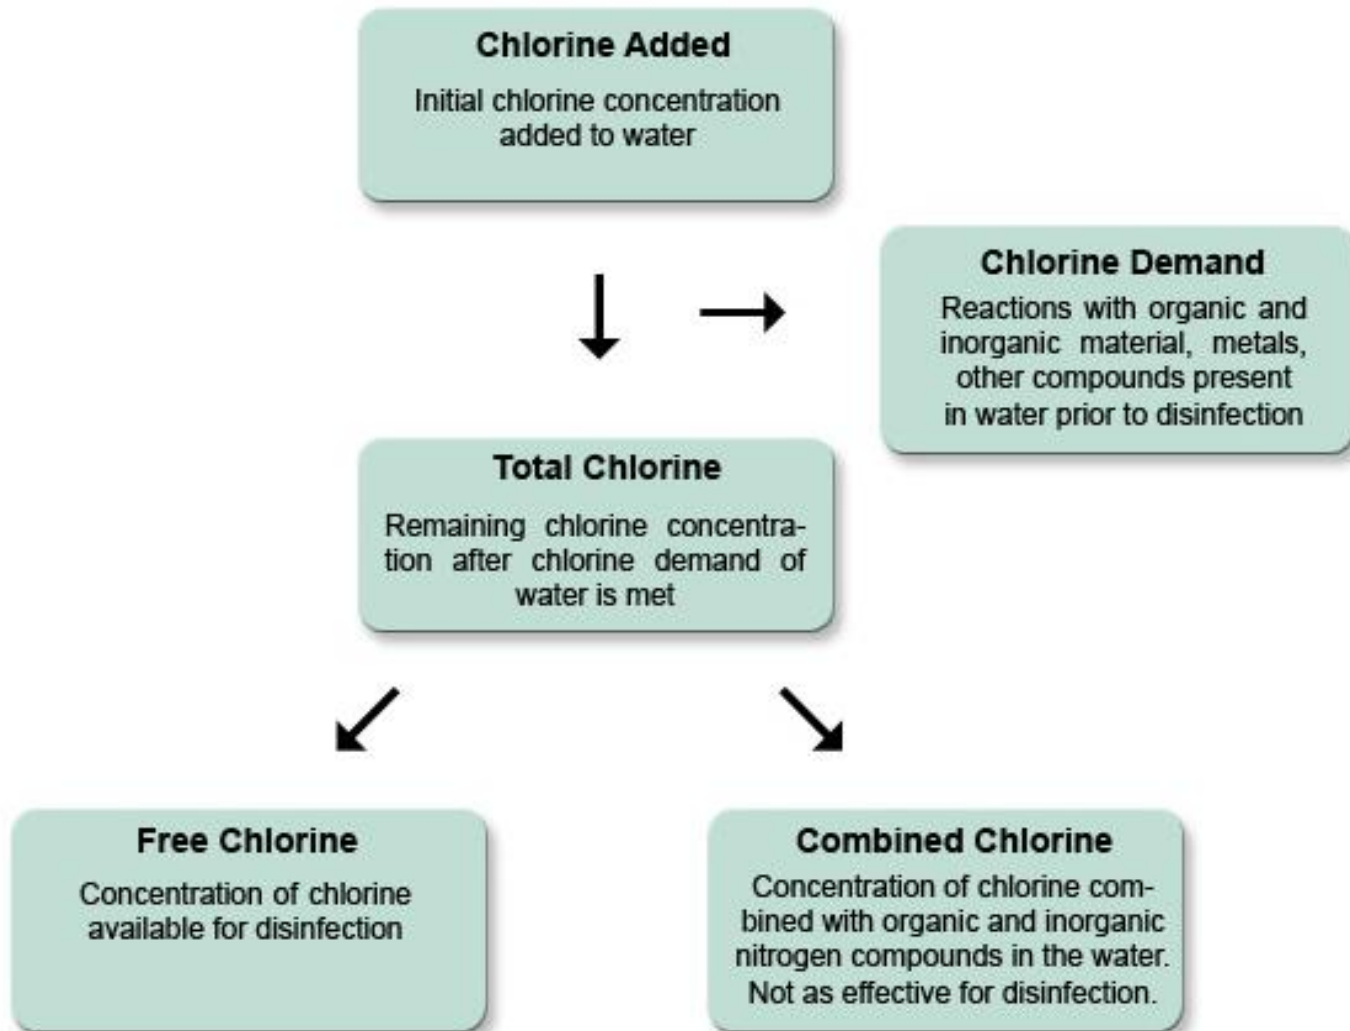 Chlorine Added
Initial chlorine concentration
added to water
Chlorine Demand
Reactions with organic and
inorganic material, metals,
other compounds present
in water prior to disinfection
Total Chlorine
Remaining chlorine concentra-
tion after chlorine demand of
water is met
Free Chlorine
Concentration of chlorine
available for disinfection
Combined Chlorine
Concentration of chlorine com-
bined with organic and inorganic
nitrogen compounds in the water.
Not as effective for disinfection.